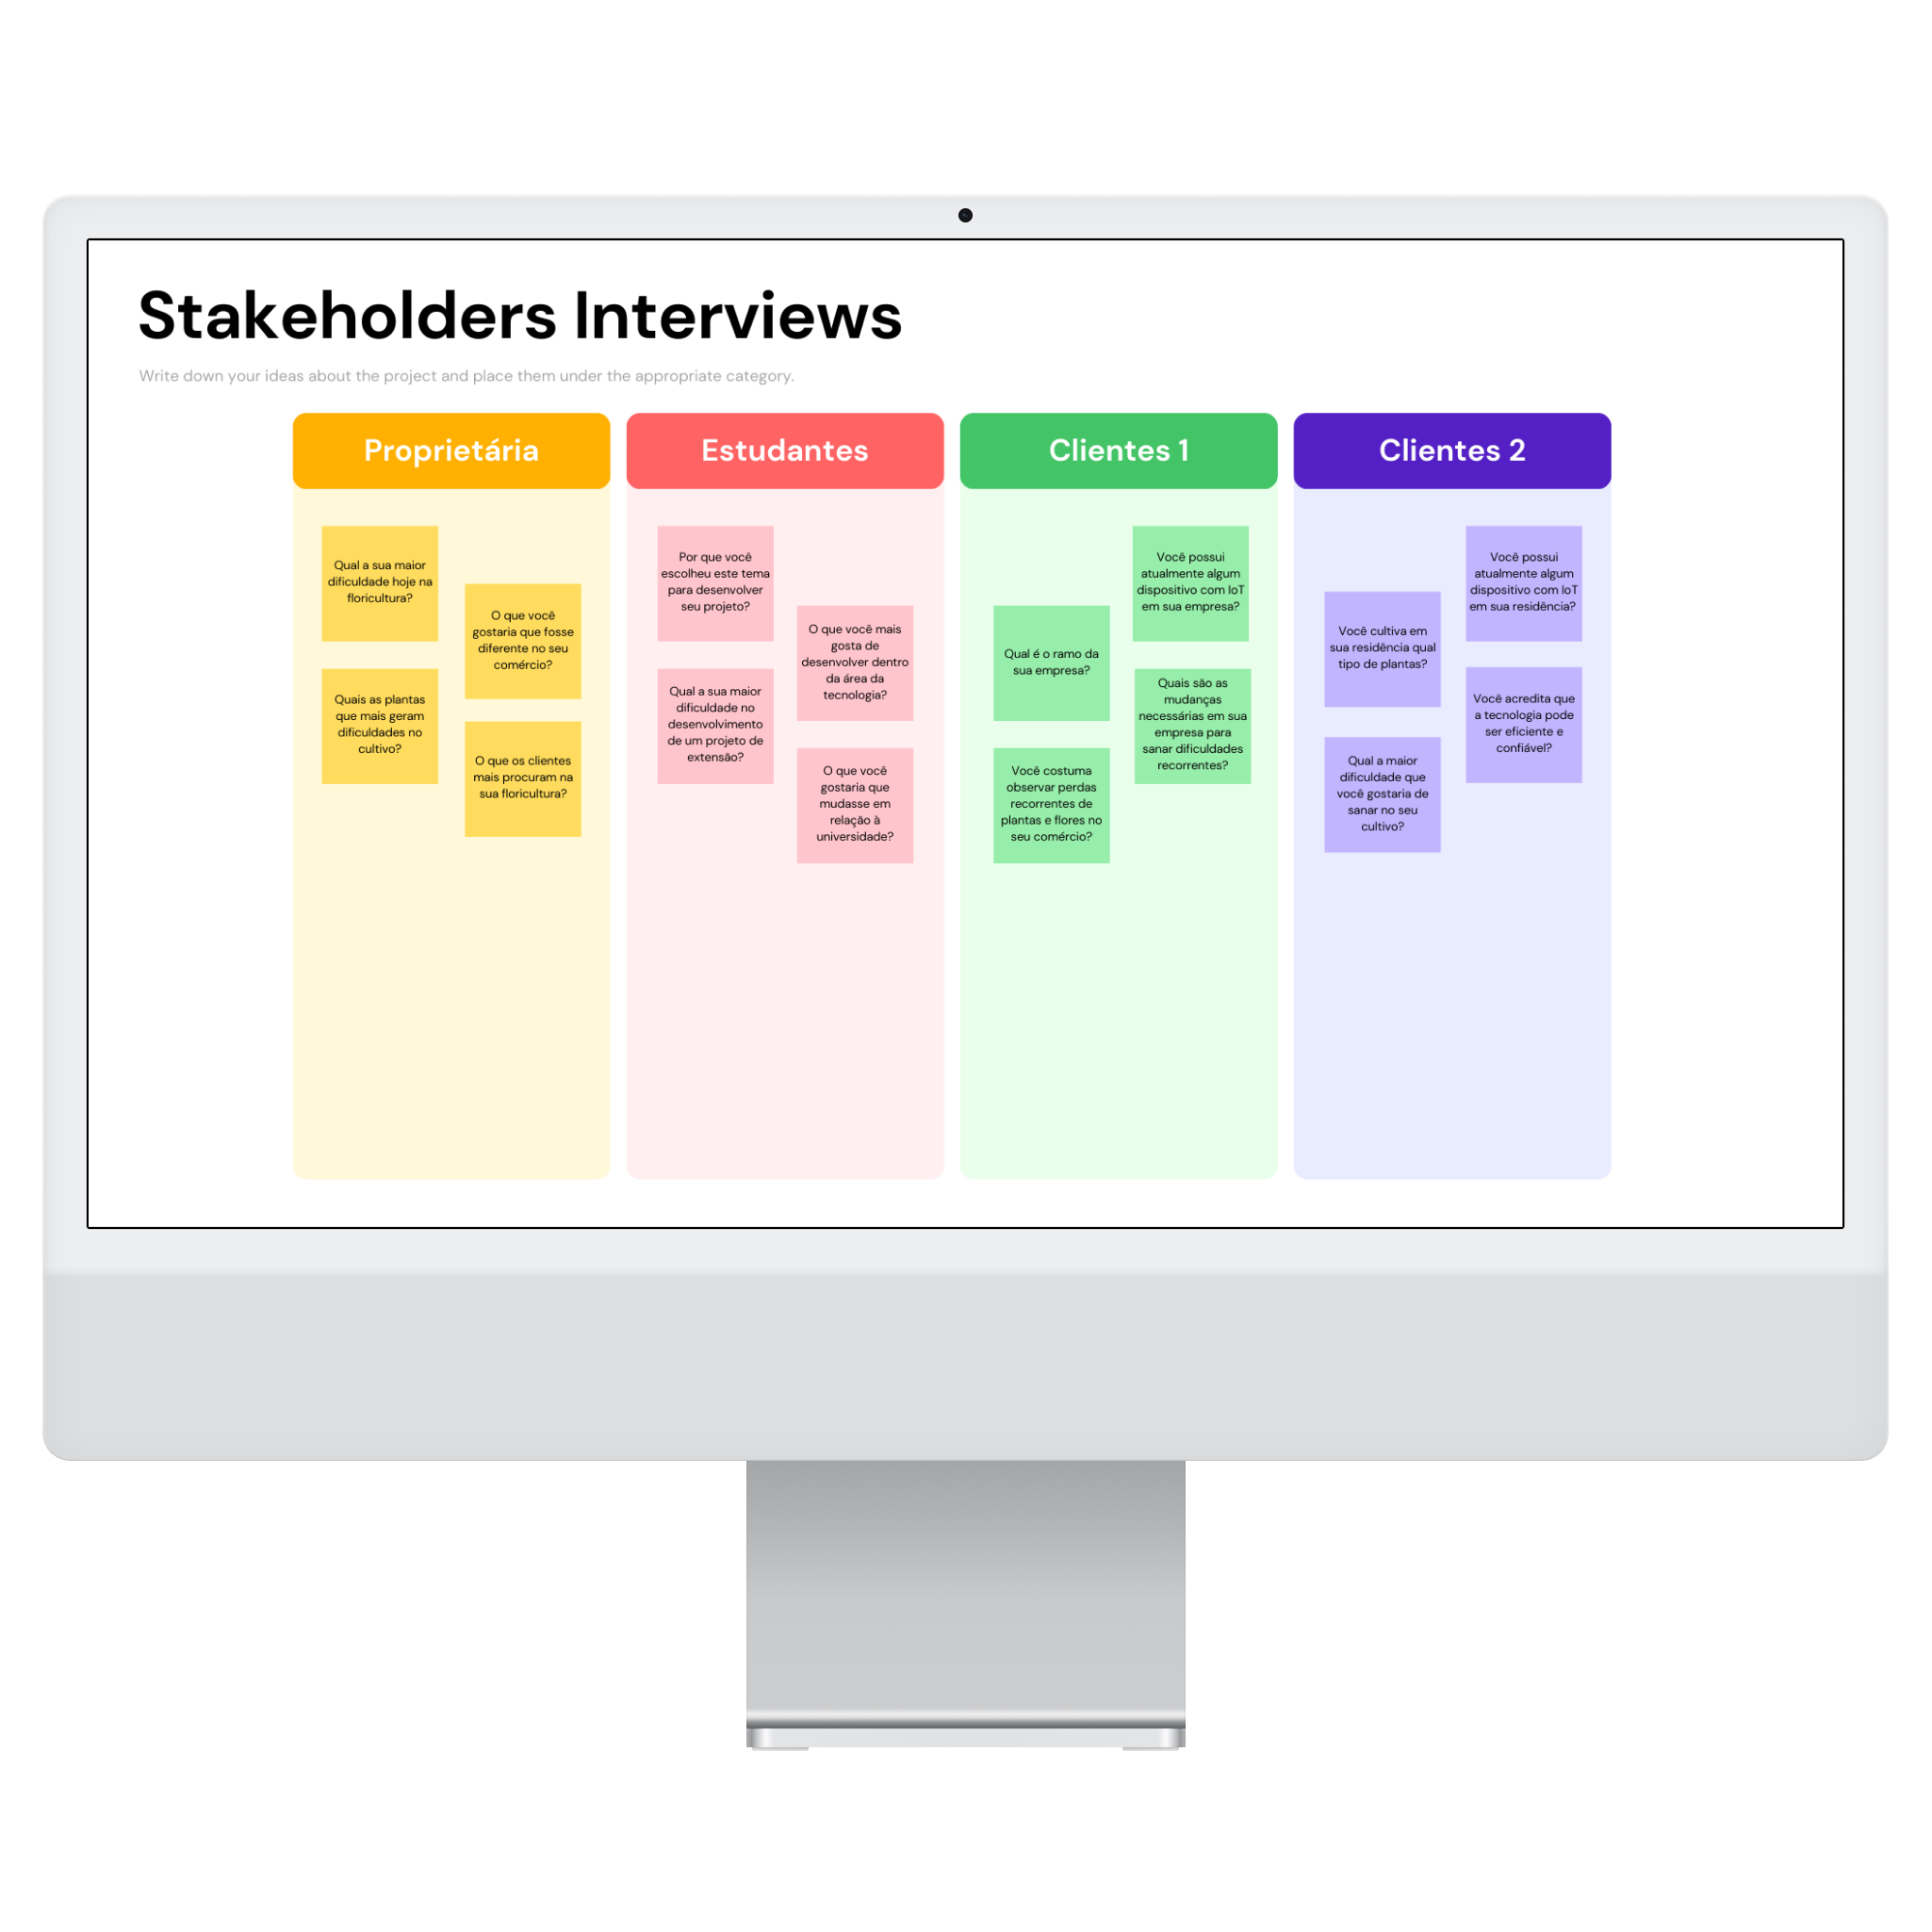 Stakeholders Interviews
Write down your ideas about the project and place them under the appropriate category.
Proprietária
Qual a sua maior
dificuldade hoje na
floricultura?
O que você
gostaria que fosse
diferente no seu
comércio?
Quais as plantas
que mais geram
dificuldades no
cultivo?
O que os clientes
mais procuram na
sua floricultura?
Estudantes
Por que você
escolheu este tema
para desenvolver
seu projeto?
O que você mais
gosta de
desenvolver dentro
da área da
tecnologia?
Qual a sua maior
dificuldade no
desenvolvimento
de um projeto de
extensão?
O que você
gostaria que
mudasse em
relação à
universidade?
Clientes 1
Você possui
atualmente algum
dispositivo com IoT
em sua empresa?
Qual é o ramo da
sua empresa?
Quais são as
mudanças
necessárias em sua
empresa para
sanar dificuldades
recorrentes?
Você costuma
observar perdas
recorrentes de
plantas e flores no
seu comércio?
Clientes 2
Você possui
atualmente algum
dispositivo com IoT
em sua residência?
Você cultiva em
sua residência qual
tipo de plantas?
Você acredita que
a tecnologia pode
ser eficiente e
confiável?
Qual a maior
dificuldade que
você gostaria de
sanar no seu
cultivo?